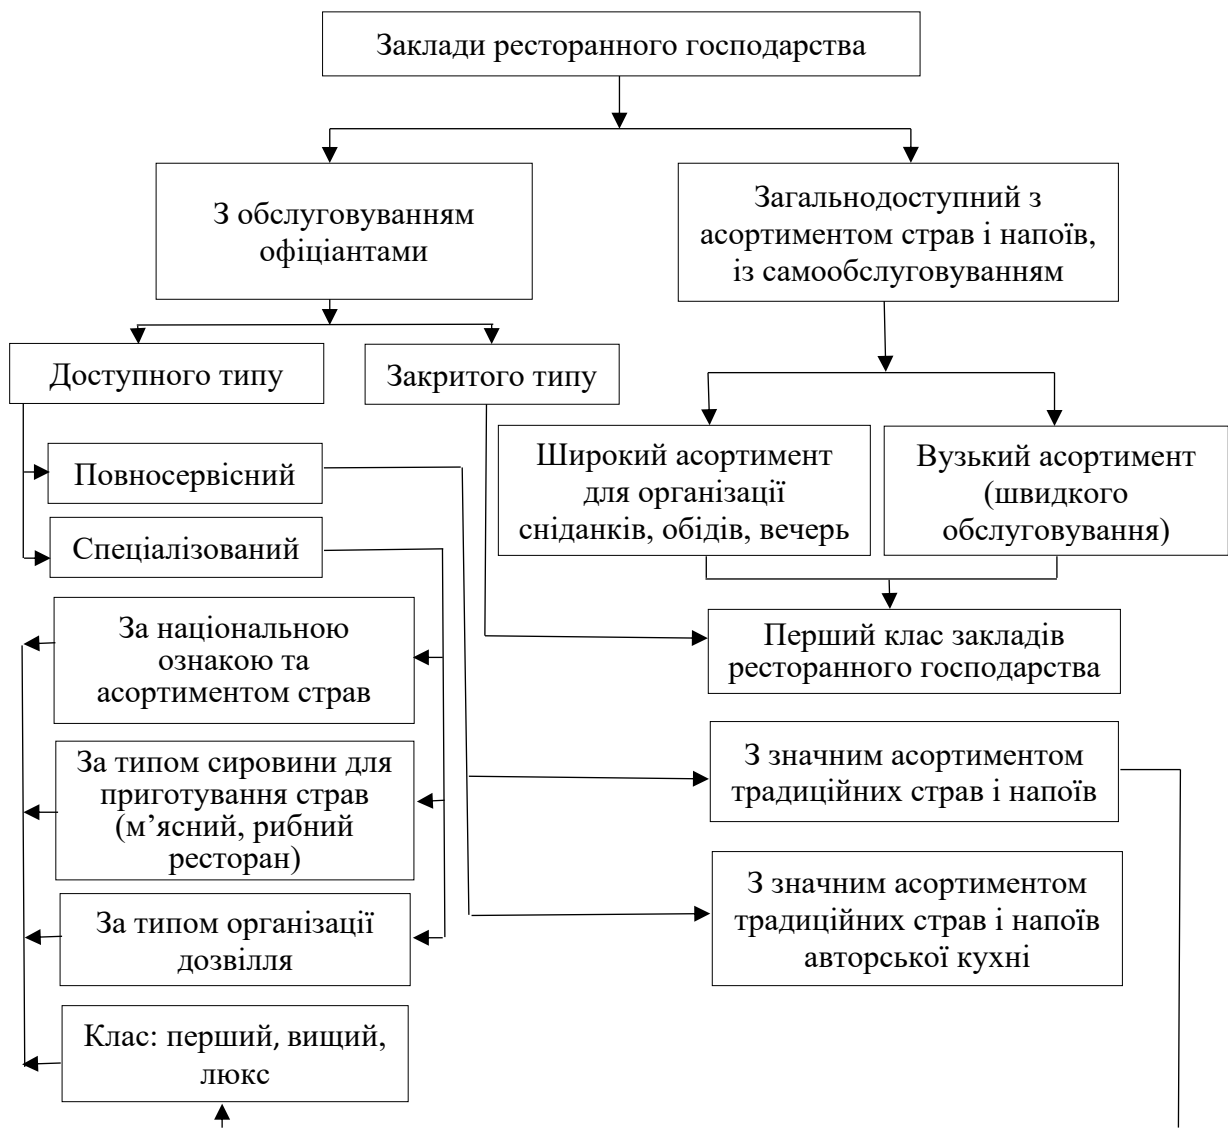 Заклади ресторанного господарства
З обслуговуванням
офіціантами
Загальнодоступний з
асортиментом страв і напоїв,
із самообслуговуванням
Доступного типу
Закритого типу
Повносервісний
Спеціалізований
Широкий асортимент
для організації
сніданків, обідів, вечерь
Вузький асортимент
(швидкого
обслуговування)
За національною
ознакою та
асортиментом страв
Перший клас закладів
ресторанного господарства
За типом сировини для
приготування страв
(м’ясний, рибний
ресторан)
З значним асортиментом
традиційних страв і напоїв
За типом організації
дозвілля
З значним асортиментом
традиційних страв і напоїв
авторської кухні
Клас: перший, вищий,
люкс